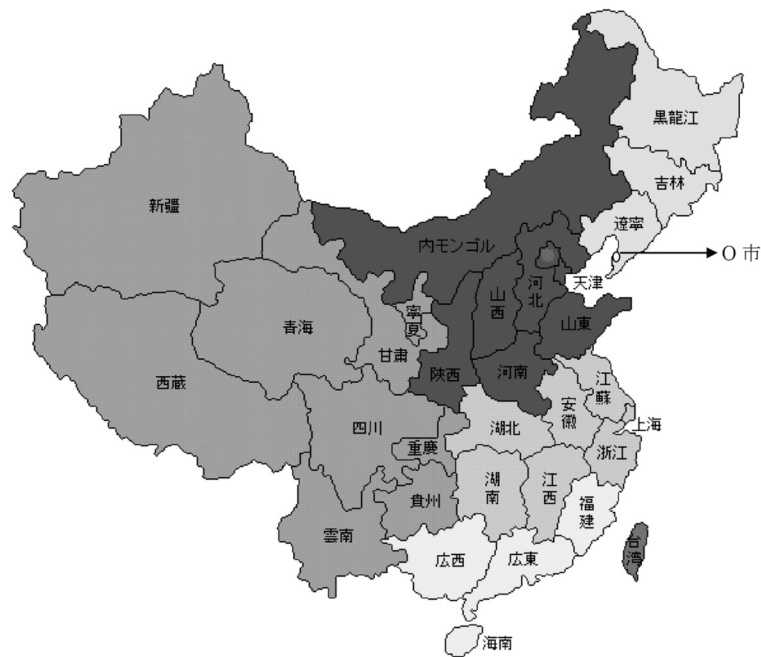 黒龍江
吉林
新疆
遼寧
内モンゴル
O 市
天津
河北
山西
寧夏
青海
山東
甘粛
西蔵
陝西
河南
江蘇
安徽
四川
湖北
上海
重慶
浙江
湖南
江西
貴州
福建
雲南
台湾
広西
広東
海南